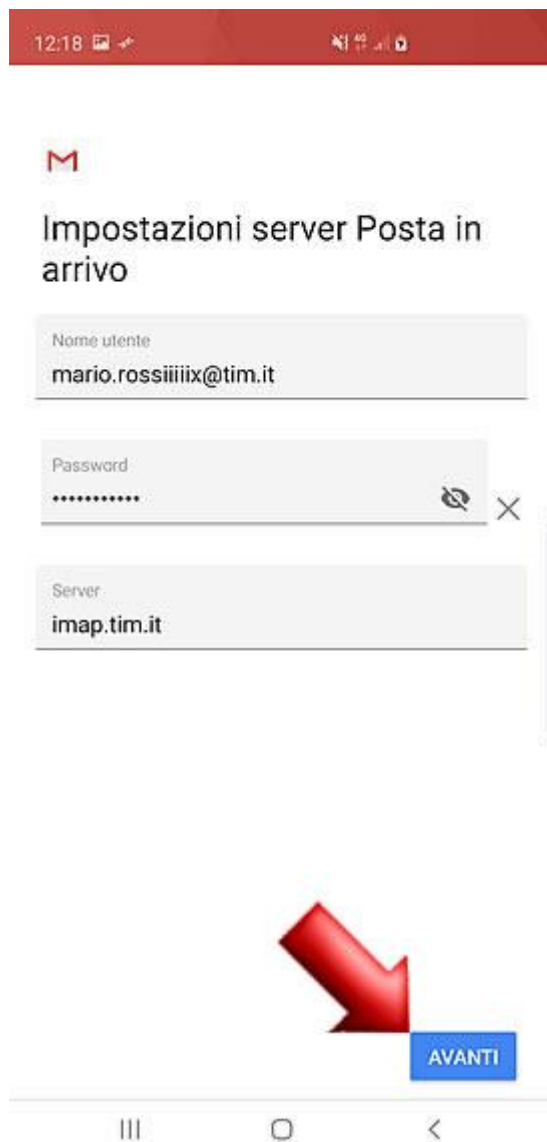 12:18
Impostazioni server Posta in
arrivo
Nome utente
mario.rossiiiiix@tim.it
Password
•••••••••••
Server
imap.tim.it
AVANTI